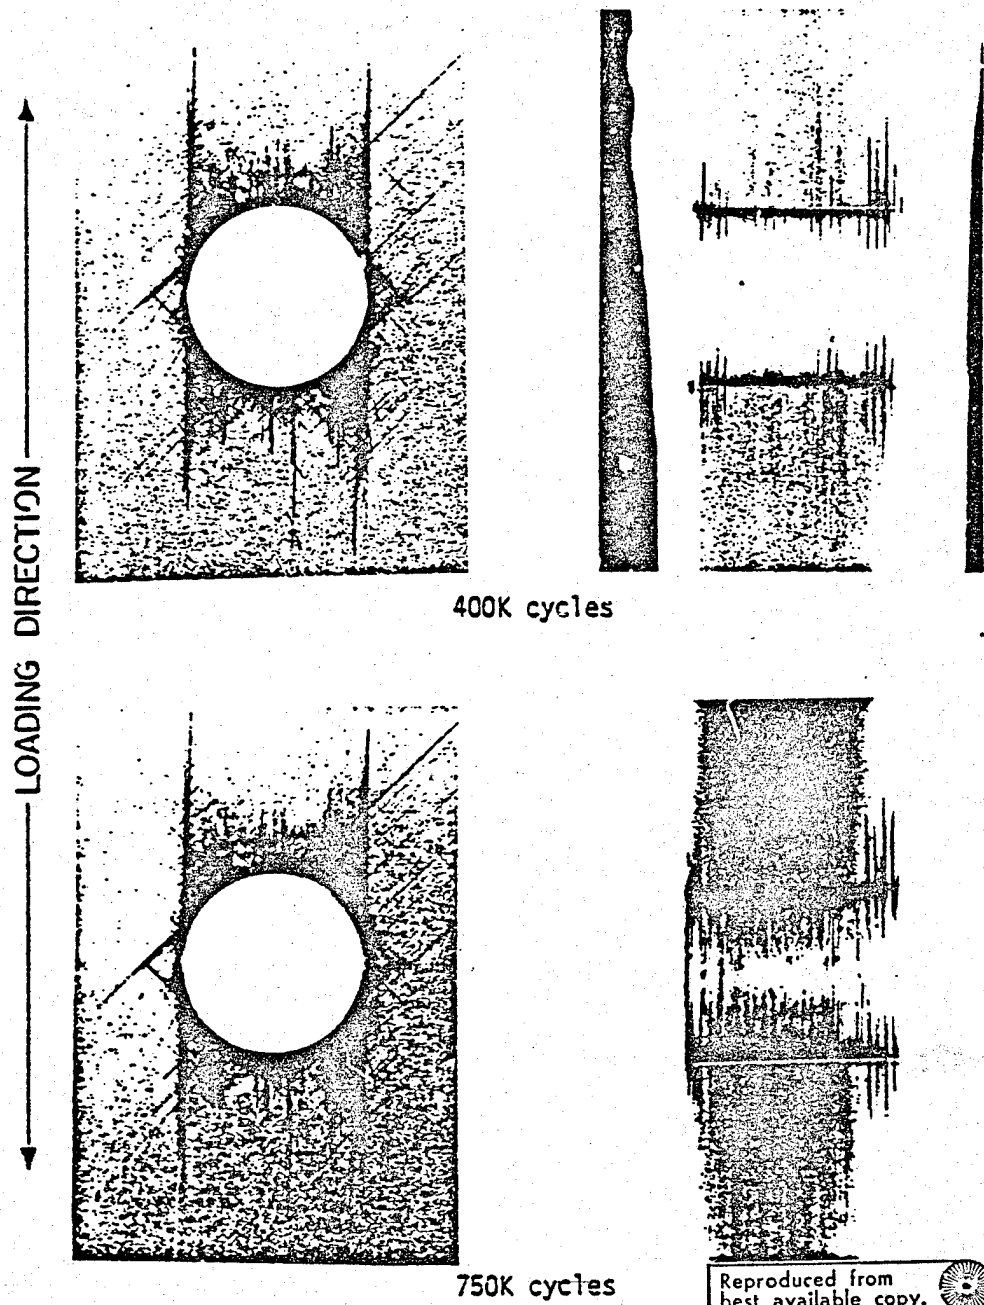 LOADING DIRECTION
400K cycles
750K cycles
Reproduced from
best available copy.